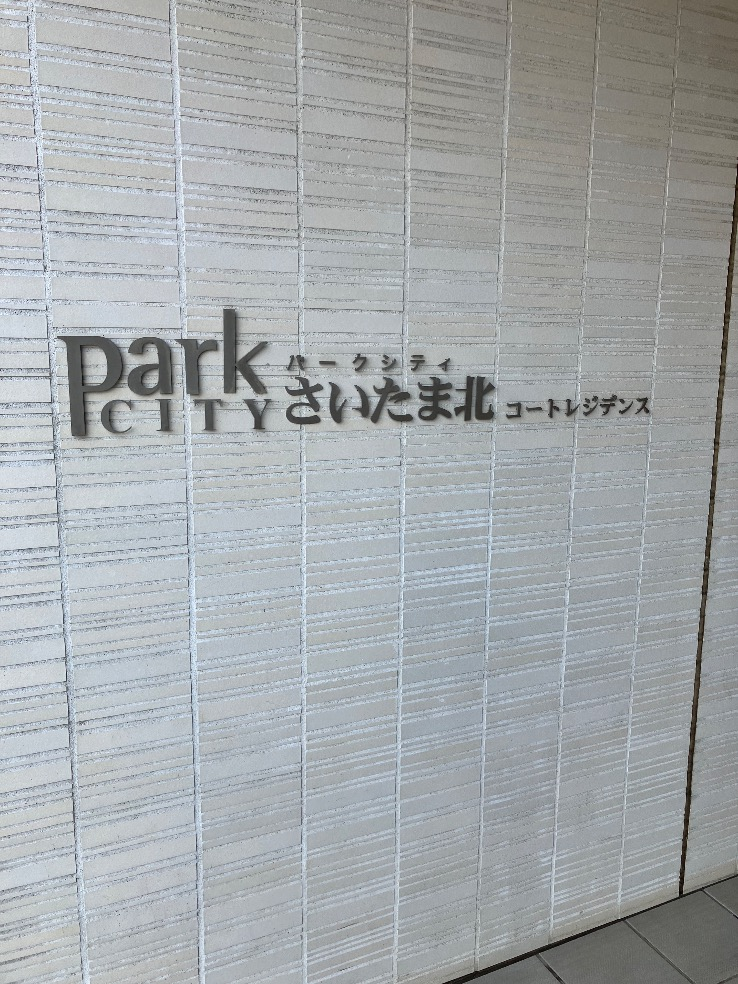 park
CITY
パークシティ
さいたま北 コートレジデンス